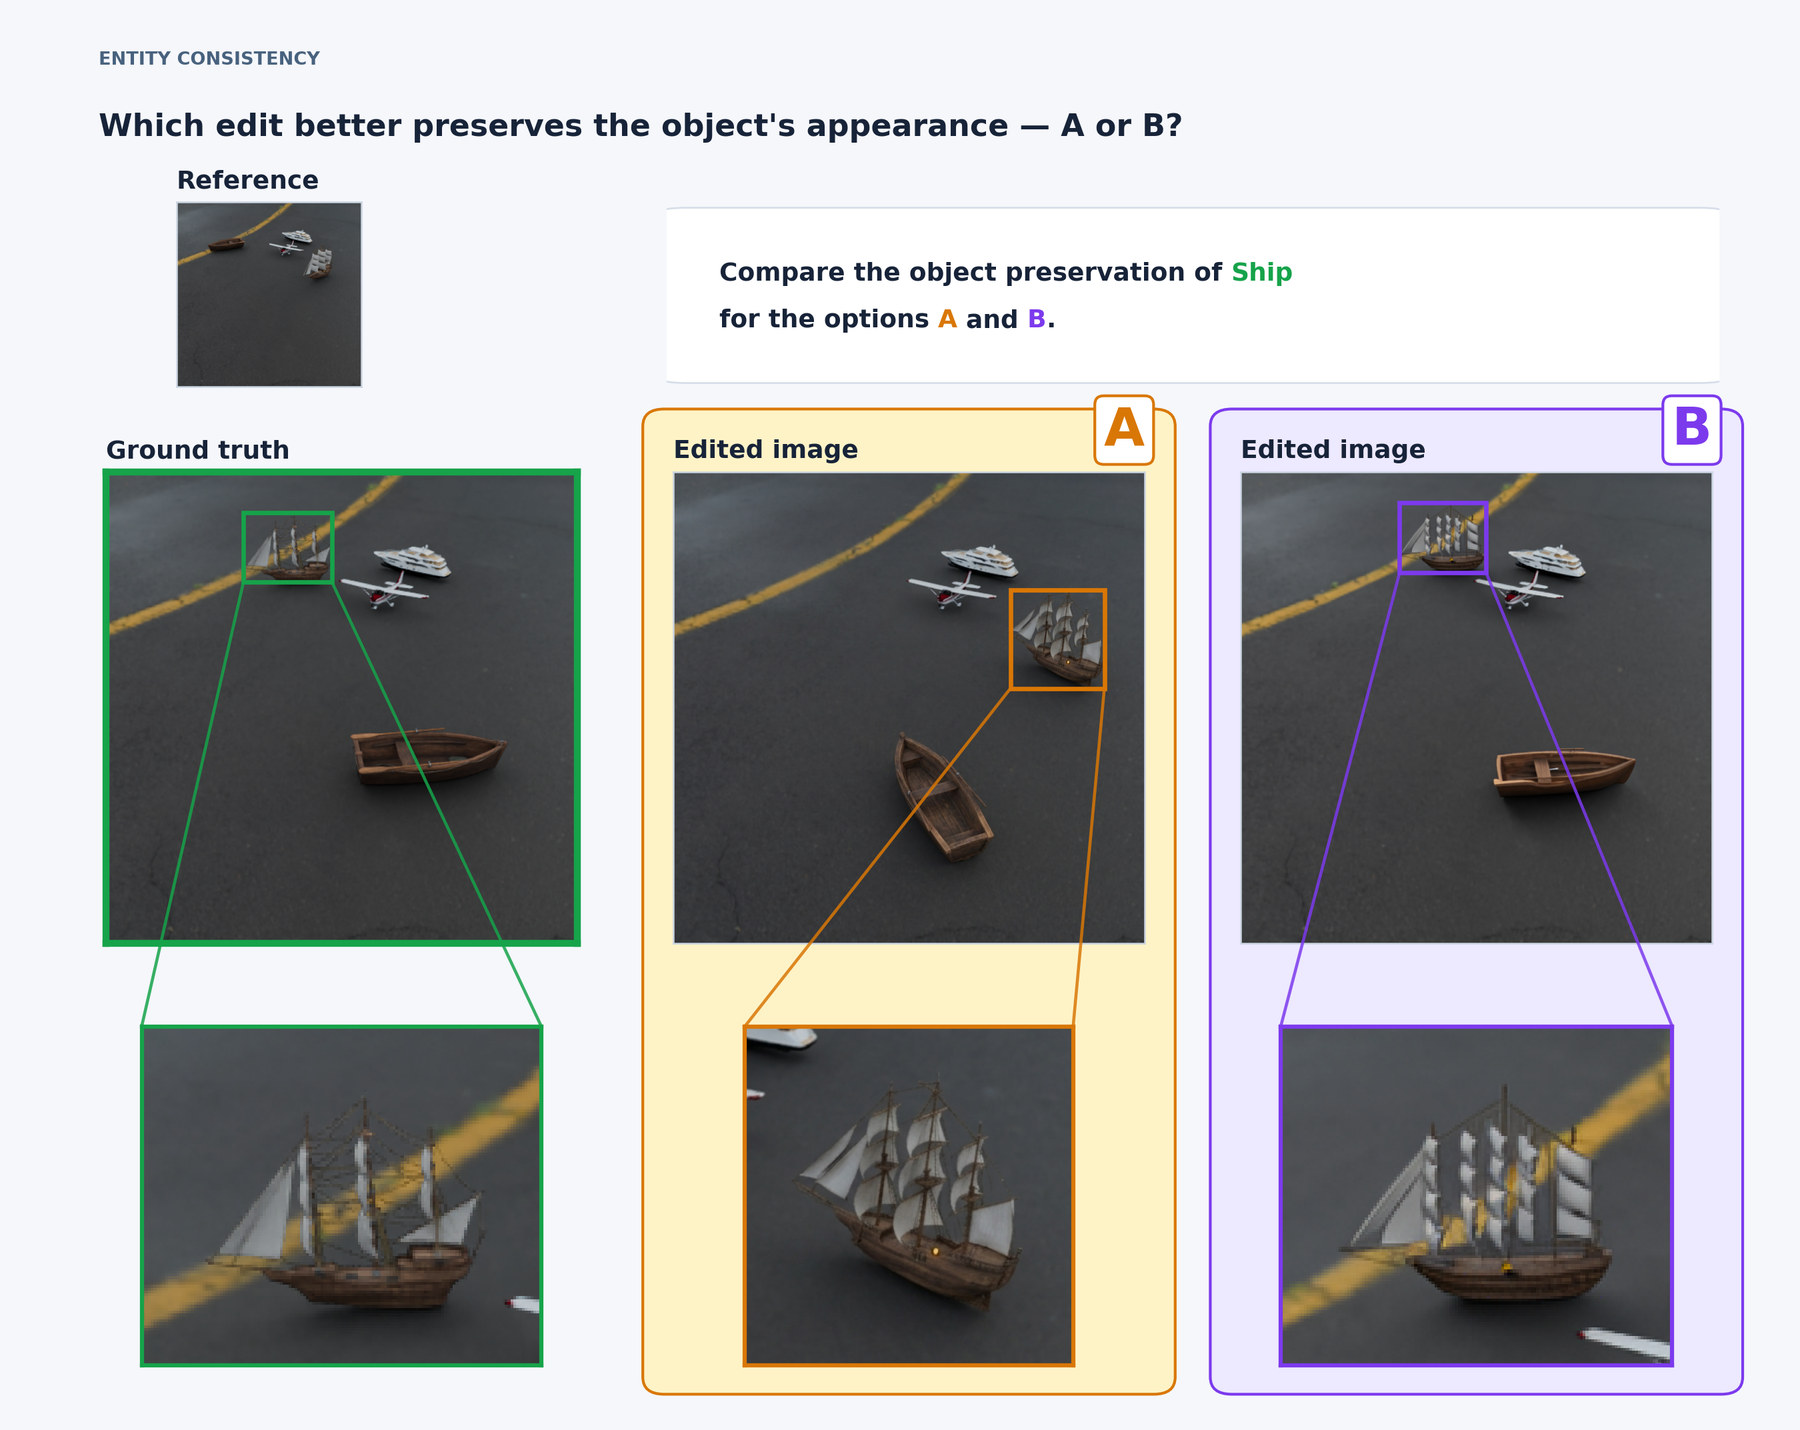 ENTITY CONSISTENCY
Which edit better preserves the object's appearance — A or B?
Reference
Compare the object preservation of Ship
for the options A and B.
Ground truth
Edited image
A
Edited image
B